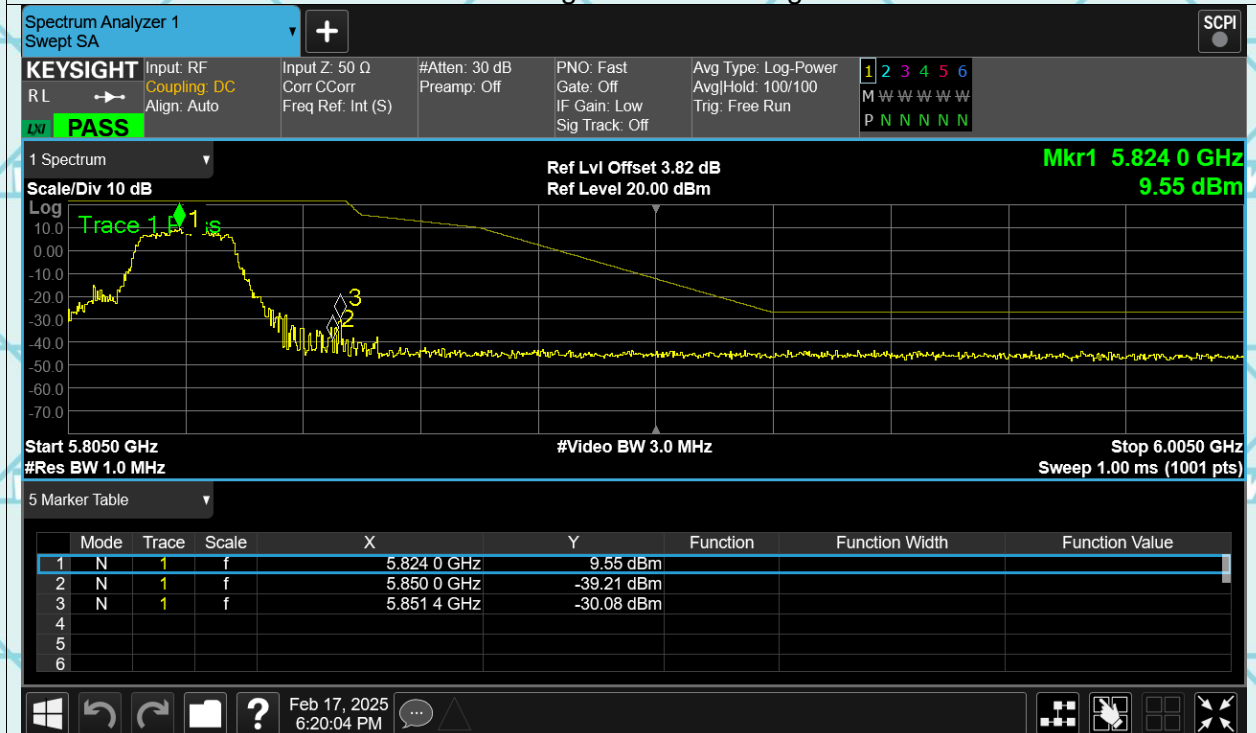 Spectrum Analyzer 1
Swept SA
+
SCPI
KEYSIGHT
RL
LXI
PASS
Input: RF
Coupling: DC
Align: Auto
Input Z: 50 Ω
Corr CCorr
Freq Ref: Int (S)
#Atten: 30 dB
Preamp: Off
PNO: Fast
Gate: Off
IF Gain: Low
Sig Track: Off
Avg Type: Log-Power
Avg|Hold: 100/100
Trig: Free Run
1 2 3 4 5 6
M W W W W W
P N N N N N
1 Spectrum
Scale/Div 10 dB
Ref Lvl Offset 3.82 dB
Ref Level 20.00 dBm
Mkr1 5.824 0 GHz
9.55 dBm
Log
Trace 1
1
3
2
10.0
0.00
-10.0
-20.0
-30.0
-40.0
-50.0
-60.0
-70.0
Start 5.8050 GHz
#Video BW 3.0 MHz
Stop 6.0050 GHz
#Res BW 1.0 MHz
Sweep 1.00 ms (1001 pts)
5 Marker Table
Mode Trace Scale X Y Function Function Width Function Value
1 N 1 f 5.824 0 GHz 9.55 dBm
2 N 1 f 5.850 0 GHz -39.21 dBm
3 N 1 f 5.851 4 GHz -30.08 dBm
4
5
6
?
Feb 17, 2025
6:20:04 PM